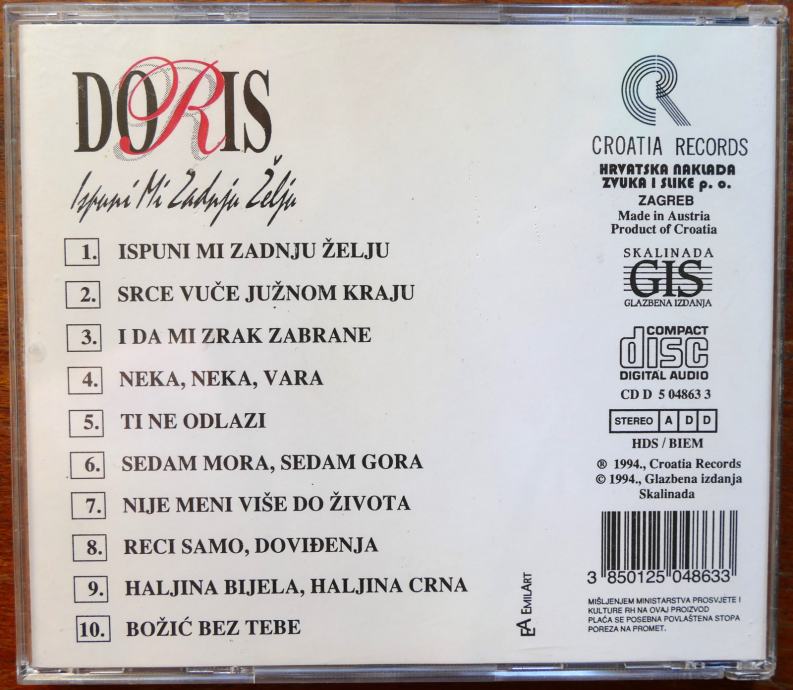 DORIS
Ispuni Mi Zadnju Želju
1. ISPUNI MI ZADNJU ŽELJU
2. SRCE VUČE JUŽNOM KRAJU
3. I DA MI ZRAK ZABRANE
4. NEKA, NEKA, VARA
5. TI NE ODLAZI
6. SEDAM MORA, SEDAM GORA
7. NIJE MENI VIŠE DO ŽIVOTA
8. RECI SAMO, DOVIĐENJA
9. HALJINA BIJELA, HALJINA CRNA
10. BOŽIĆ BEZ TEBE
EA EMILART
CROATIA RECORDS
HRVATSKA NAKLADA
ZVUKA I SLIKE p. o.
ZAGREB
Made in Austria
Product of Croatia
SKALINADA
GIS
GLAZBENA IZDANJA
COMPACT
disc
DIGITAL AUDIO
CD D 5 04863 3
STEREO A D D
HDS / BIEM
® 1994., Croatia Records
© 1994., Glazbena izdanja
Skalinada
3 850125 048633
MIŠLJENJEM MINISTARSTVA PROSVJETE I
KULTURE RH NA OVAJ PROIZVOD
PLAĆA SE POSEBNA POVLAŠTENA STOPA
POREZA NA PROMET.